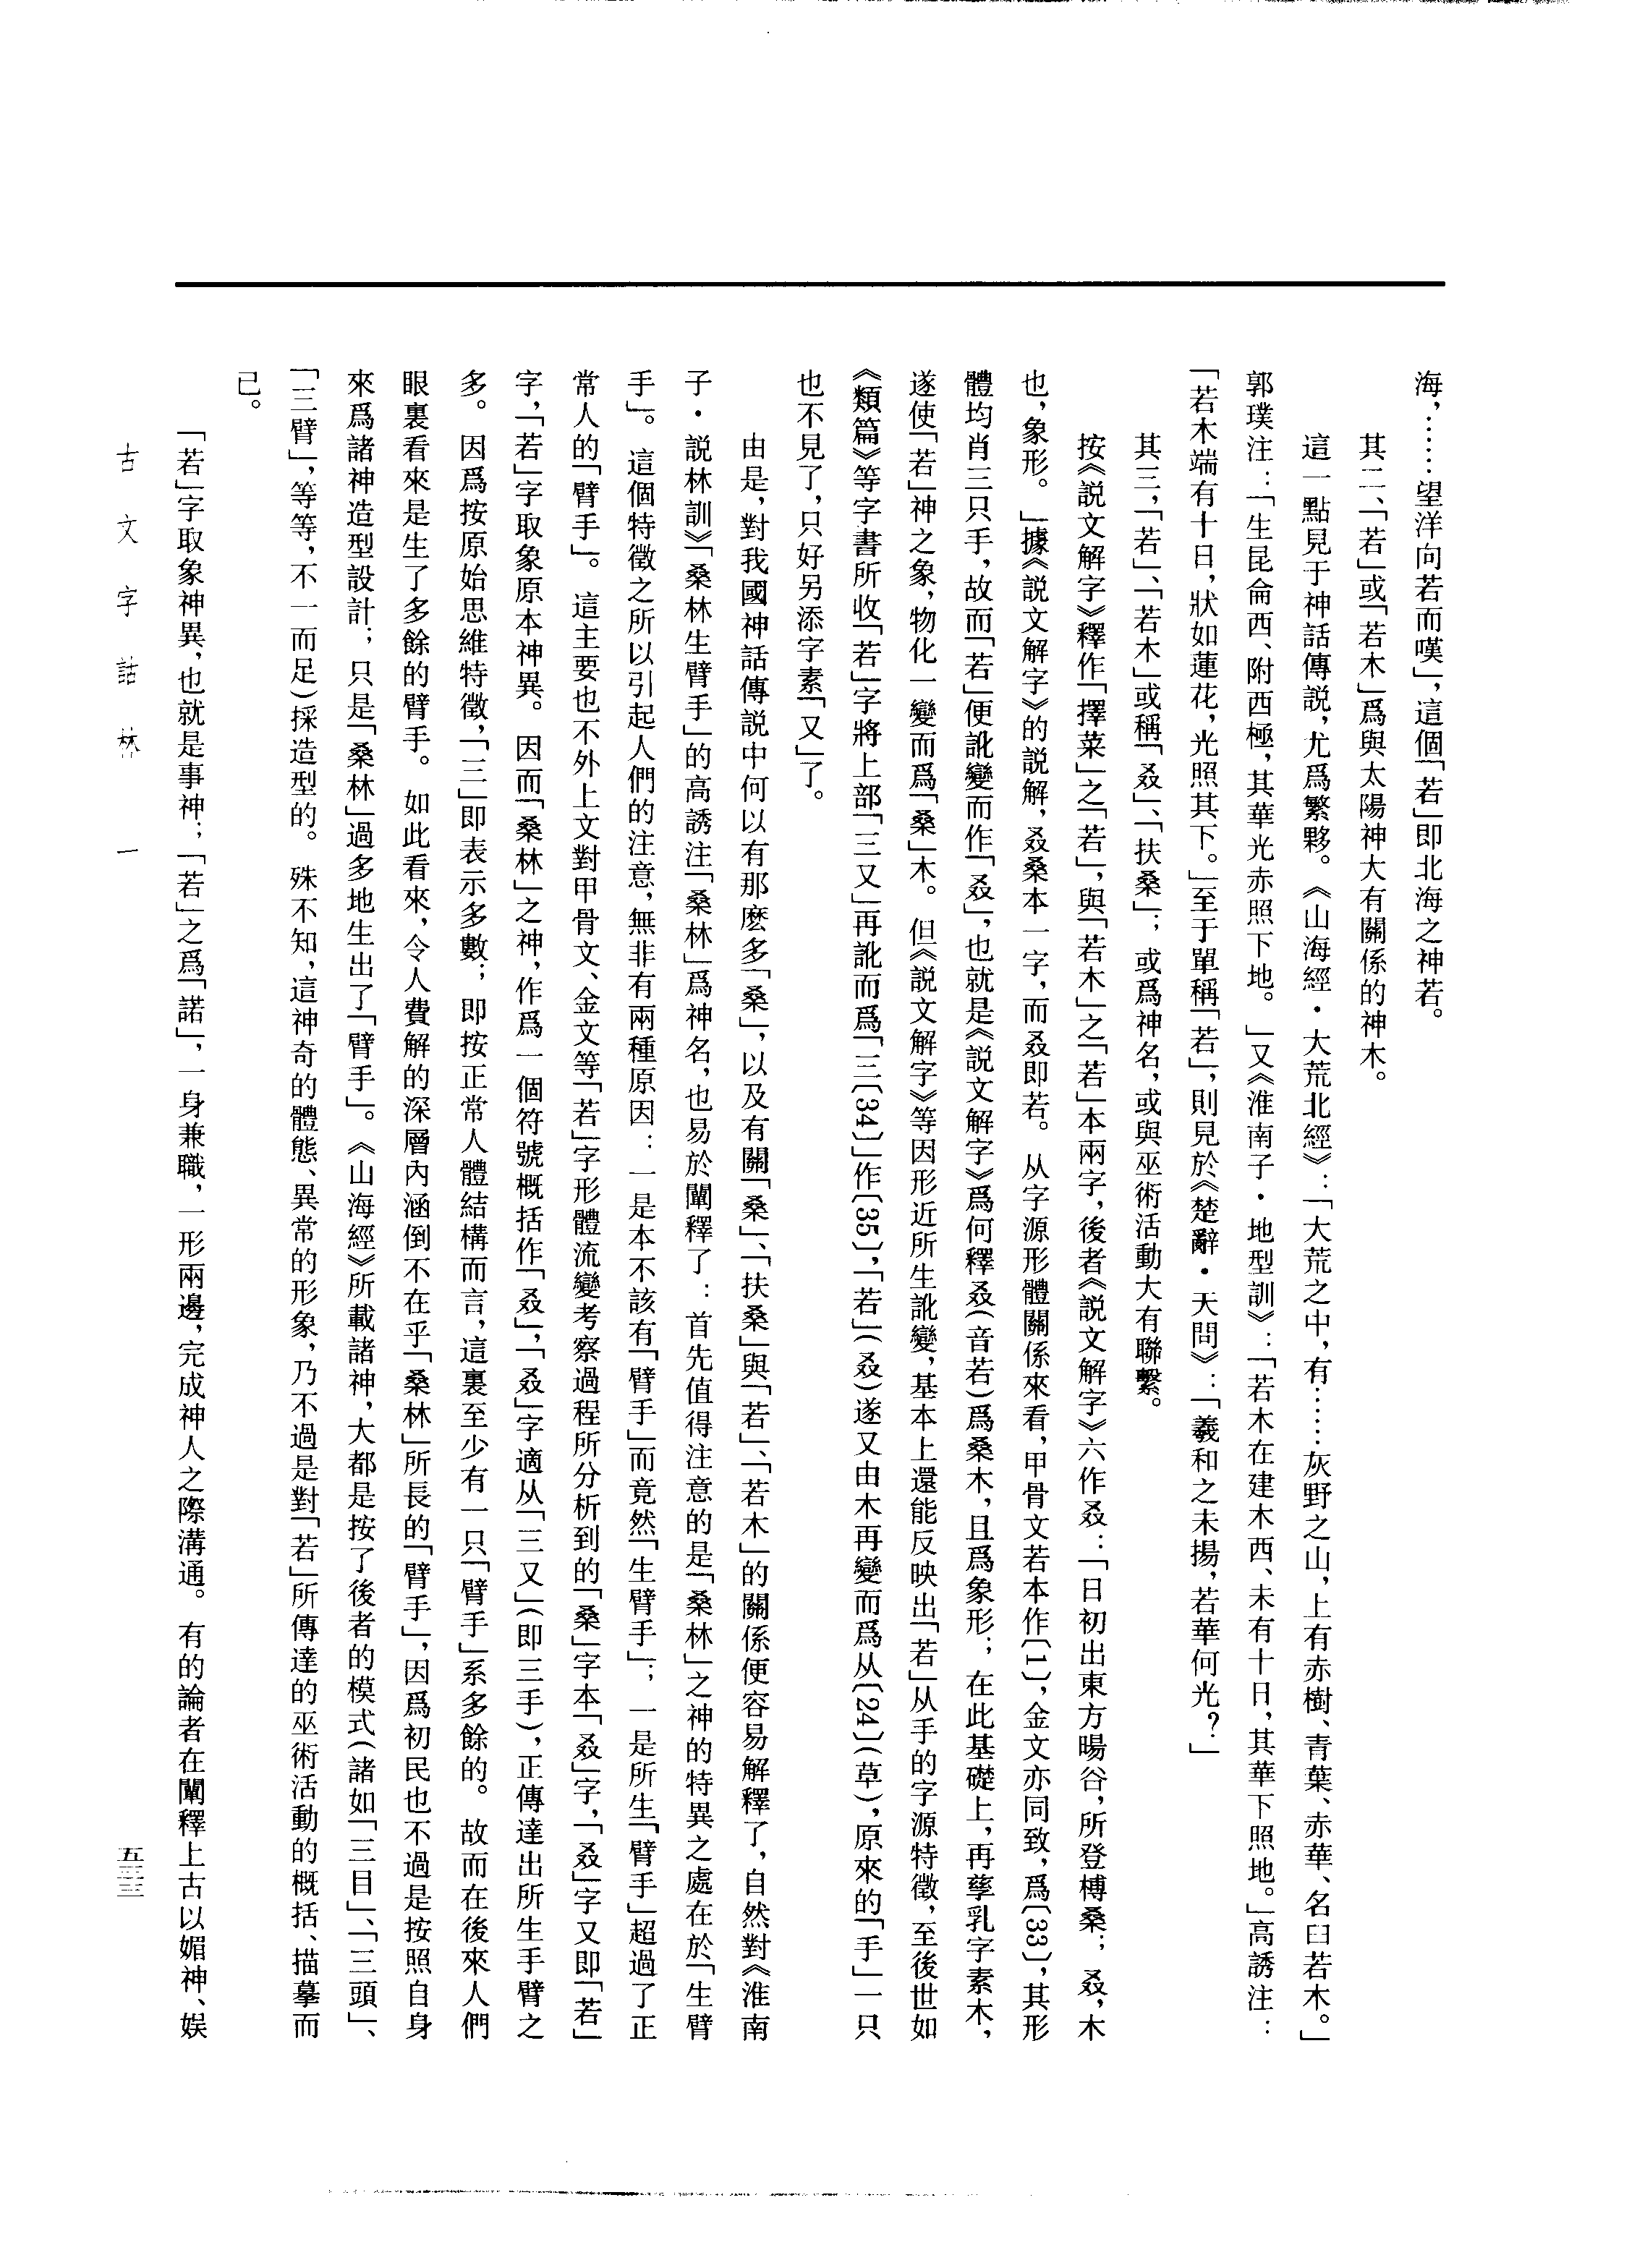 海，……望洋向若而嘆」，這個「若」即北海之神若。
其二、「若」或「若木」爲與太陽神大有關係的神木。
這一點見于神話傳説，尤爲繁夥。《山海經·大荒北經》：「大荒之中，有……灰野之山，上有赤樹、青葉、赤華、名曰若木。」
郭璞注：「生昆侖西、附西極，其華光赤照下地。」又《淮南子·地型訓》：「若木在建木西、末有十日，其華下照地。」高誘注：
「若木端有十日，狀如蓮花，光照其下。」至于單稱「若」，則見於《楚辭·天問》：「羲和之未揚，若華何光？」
其三，「若」、「若木」或稱「叒」、「扶桑」；或爲神名，或與巫術活動大有聯繫。
按《説文解字》釋作「擇菜」之「若」，與「若木」之「若」本兩字，後者《説文解字》六作叒：「日初出東方暘谷，所登榑桑；叒，木
也，象形。」據《説文解字》的説解，叒桑本一字，而叒即若。从字源形體關係來看，甲骨文若本作〔1〕，金文亦同致，爲〔33〕，其形
體均肖三只手，故而「若」便訛變而作「叒」，也就是《説文解字》爲何釋叒（音若）爲桑木，且爲象形；在此基礎上，再孳乳字素木，
遂使「若」神之象，物化一變而爲「桑」木。但《説文解字》等因形近所生訛變，基本上還能反映出「若」从手的字源特徵，至後世如
《類篇》等字書所收「若」字將上部「三又」再訛而爲「三〔34〕」作〔35〕，「若」（叒）遂又由木再變而爲从〔24〕（草），原來的「手」一只
也不見了，只好另添字素「又」了。
由是，對我國神話傳説中何以有那麽多「桑」，以及有關「桑」、「扶桑」與「若」、「若木」的關係便容易解釋了，自然對《淮南
子·説林訓》「桑林生臂手」的高誘注「桑林」爲神名，也易於闡釋了：首先值得注意的是「桑林」之神的特異之處在於「生臂
手」。這個特徵之所以引起人們的注意，無非有兩種原因：一是本不該有「臂手」而竟然「生臂手」；一是所生「臂手」超過了正
常人的「臂手」。這主要也不外上文對甲骨文、金文等「若」字形體流變考察過程所分析到的「桑」字本「叒」字，「叒」字又即「若」
字，「若」字取象原本神異。因而「桑林」之神，作爲一個符號概括作「叒」，「叒」字適从「三又」（即三手），正傳達出所生手臂之
多。因爲按原始思維特徵，「三」即表示多數；即按正常人體結構而言，這裏至少有一只「臂手」系多餘的。故而在後來人們
眼裏看來是生了多餘的臂手。如此看來，令人費解的深層內涵倒不在乎「桑林」所長的「臂手」，因爲初民也不過是按照自身
來爲諸神造型設計；只是「桑林」過多地生出了「臂手」。《山海經》所載諸神，大都是按了後者的模式（諸如「三目」、「三頭」、
「三臂」，等等，不一而足）採造型的。殊不知，這神奇的體態、異常的形象，乃不過是對「若」所傳達的巫術活動的概括、描摹而
已。
「若」字取象神異，也就是事神；「若」之爲「諾」，一身兼職，一形兩邊，完成神人之際溝通。有的論者在闡釋上古以媚神、娱
古文字詁林 一
五三三